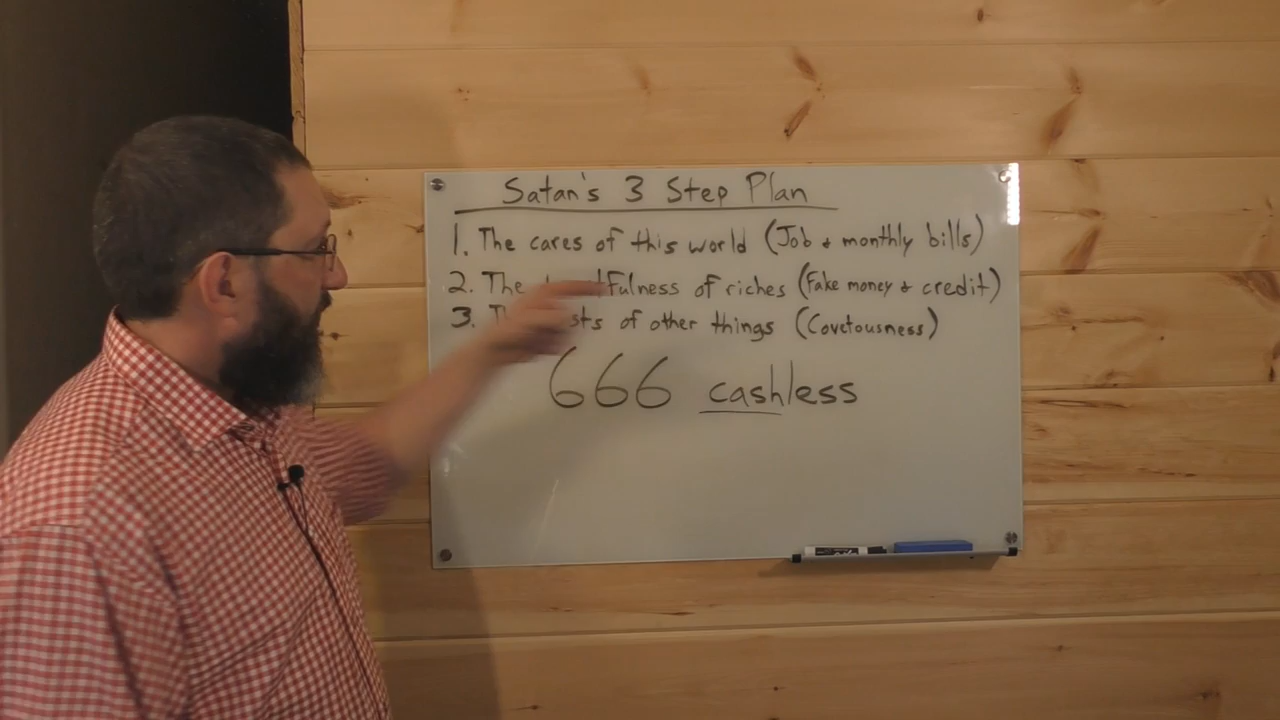 Satan's 3 Step Plan
1. The cares of this world (Job & monthly bills)
2. The fulness of riches (Fake money & credit)
3. of other things (Covetousness)
666 cashless